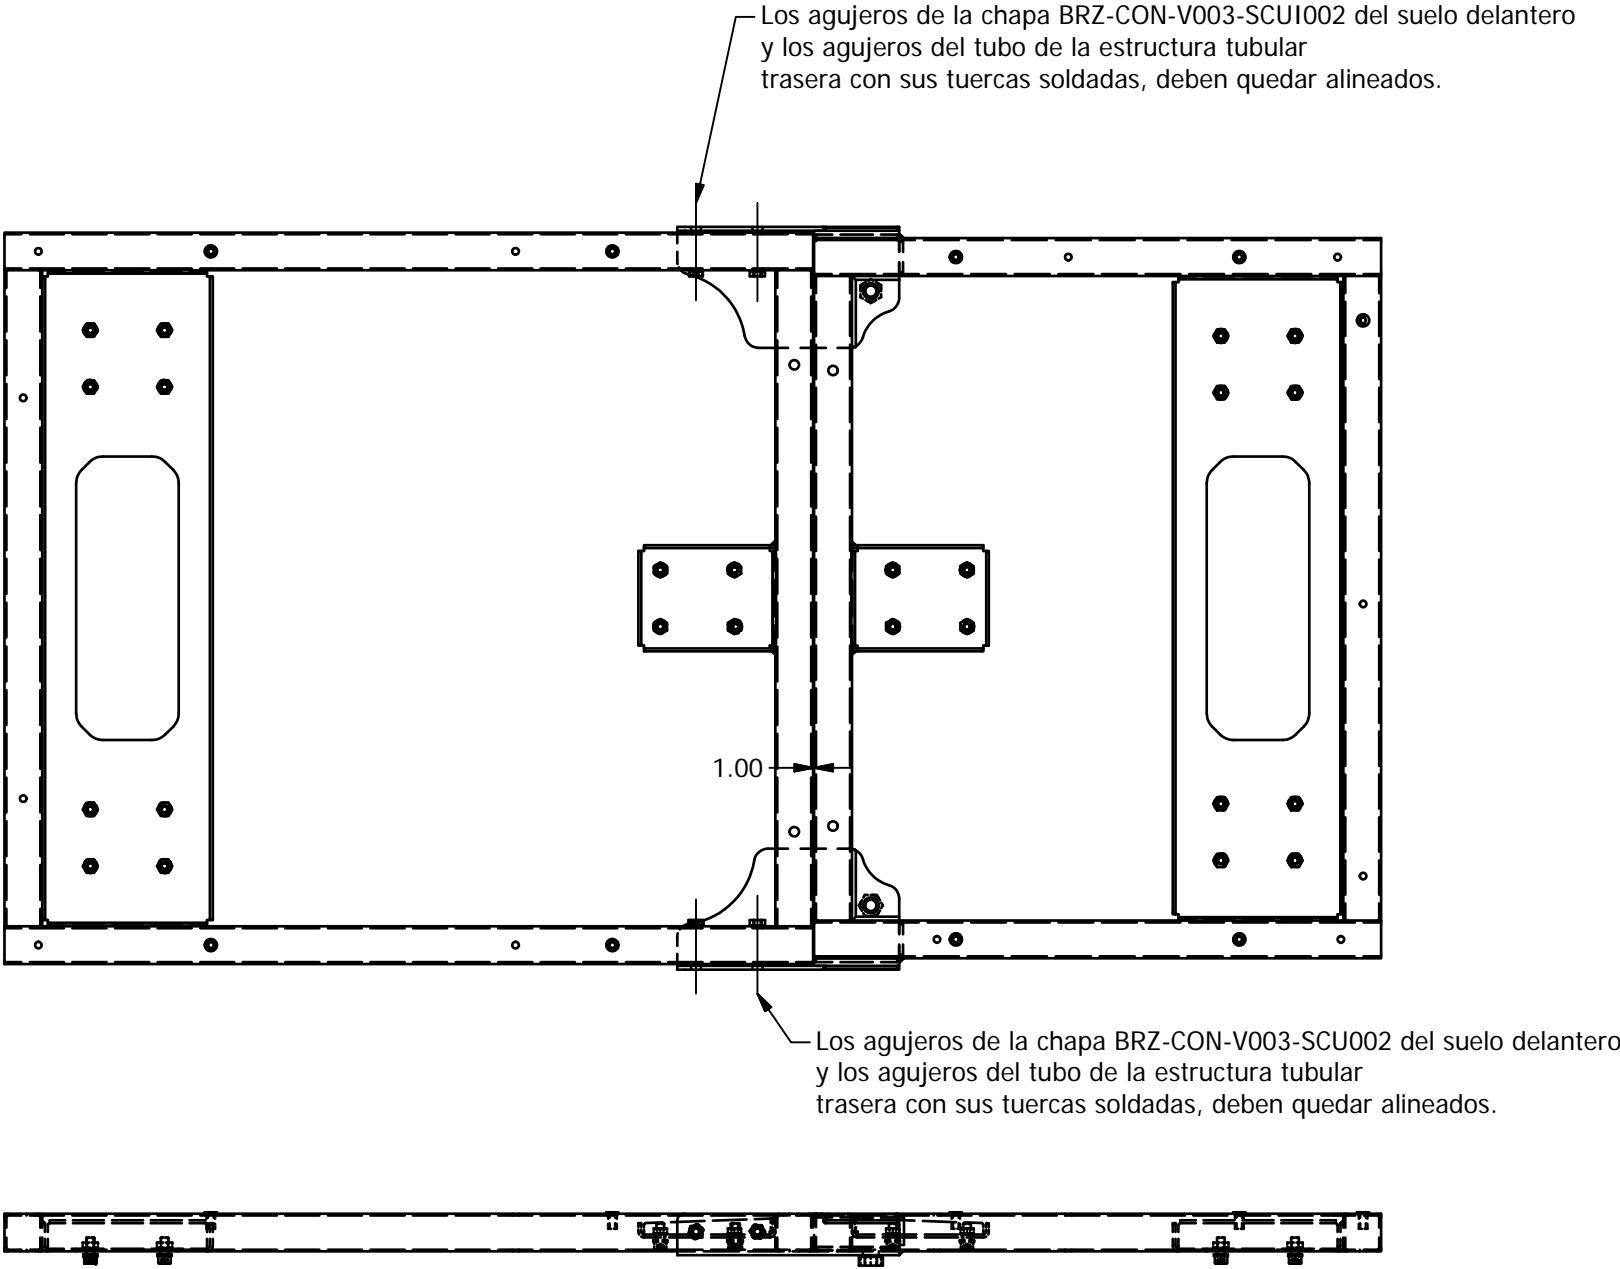 Los agujeros de la chapa BRZ-CON-V003-SCUI002 del suelo delantero
y los agujeros del tubo de la estructura tubular
trasera con sus tuercas soldadas, deben quedar alineados.
1.00
Los agujeros de la chapa BRZ-CON-V003-SCU002 del suelo delantero
y los agujeros del tubo de la estructura tubular
trasera con sus tuercas soldadas, deben quedar alineados.